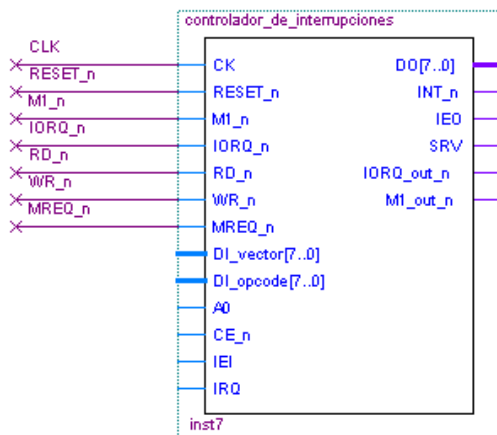 controlador_de_interrupciones
CLK
CK DO[7..0]
RESET_n
RESET_n INT_n
M1_n
M1_n IEO
IORQ_n
IORQ_n SRV
RD_n
RD_n IORQ_out_n
WR_n
WR_n M1_out_n
MREQ_n
MREQ_n
DI_vector[7..0]
DI_opcode[7..0]
A0
CE_n
IEI
IRQ
inst7